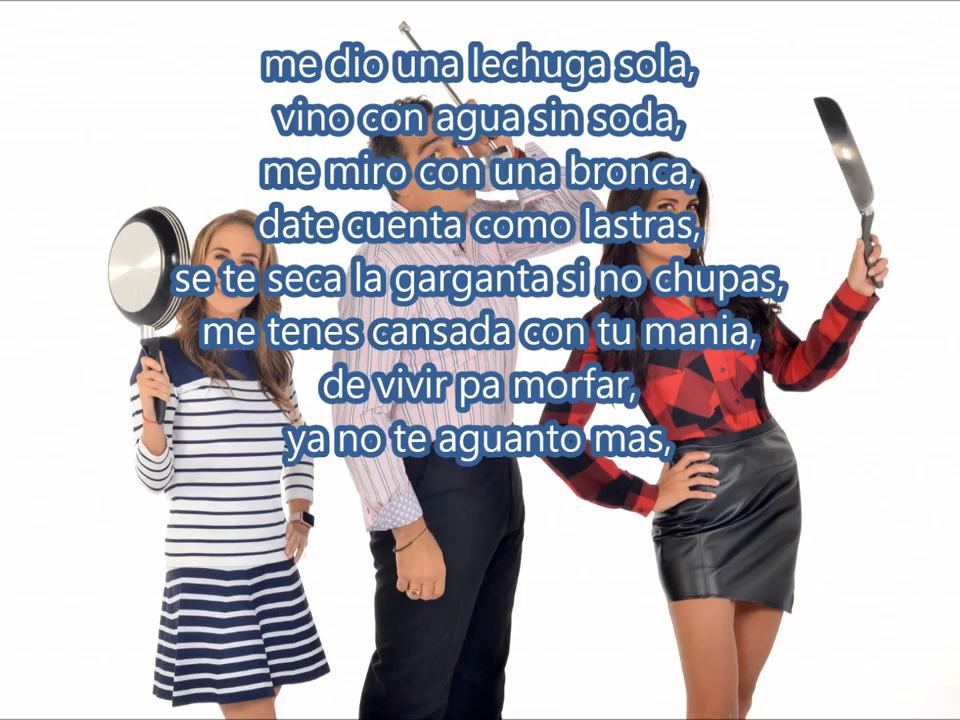 me dio una lechuga sola,
vino con agua sin soda,
me miro con una bronca,
date cuenta como lastras,
se te seca la garganta si no chupas,
me tenes cansada con tu mania,
de vivir pa morfar,
ya no te aguanto mas,